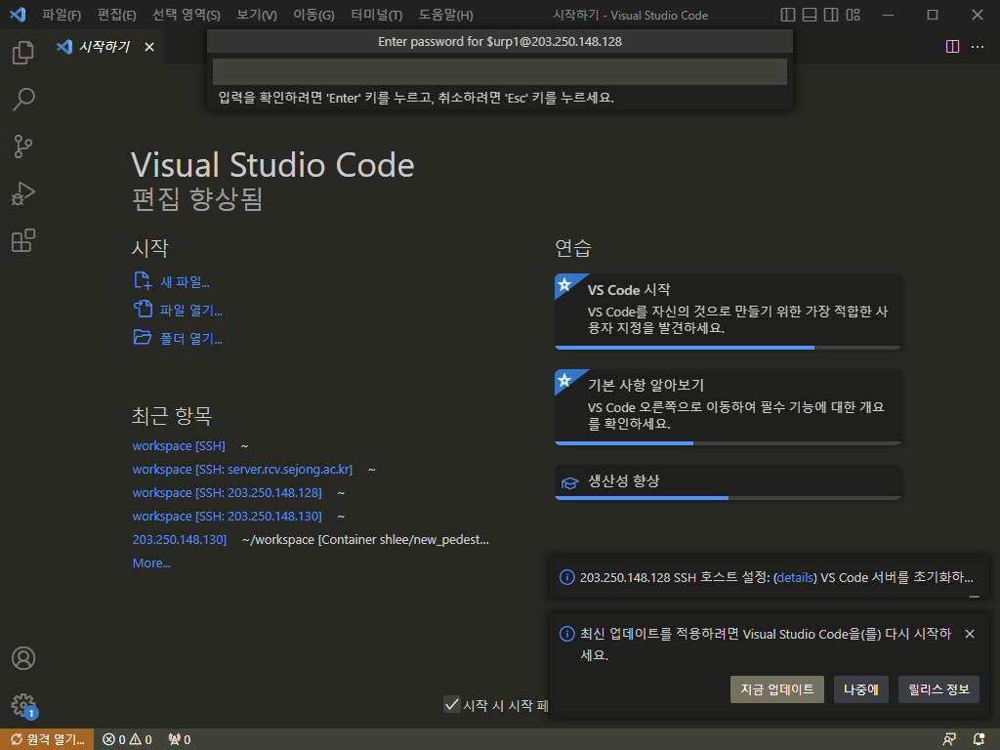 파일(F) 편집(E) 선택 영역(S) 보기(V) 이동(G) 터미널(T) 도움말(H) 시작하기 - Visual Studio Code
시작하기
Enter password for $urp1@203.250.148.128
입력을 확인하려면 'Enter' 키를 누르고, 취소하려면 'Esc' 키를 누르세요.
Visual Studio Code
편집 향상됨
시작
새 파일...
파일 열기...
폴더 열기...
최근 항목
workspace [SSH] ~
workspace [SSH: server.rcv.sejong.ac.kr] ~
workspace [SSH: 203.250.148.128] ~
workspace [SSH: 203.250.148.130] ~
203.250.148.130] ~/workspace [Container shlee/new_pedest...
More...
연습
VS Code 시작
VS Code를 자신의 것으로 만들기 위한 가장 적합한 사
용자 지정을 발견하세요.
기본 사항 알아보기
VS Code 오른쪽으로 이동하여 필수 기능에 대한 개요
를 확인하세요.
생산성 향상
203.250.148.128 SSH 호스트 설정: (details) VS Code 서버를 초기화하...
최신 업데이트를 적용하려면 Visual Studio Code을(를) 다시 시작하
세요.
지금 업데이트 나중에 릴리스 정보
시작 시 시작 페
1
원격 열기... 0 0 0